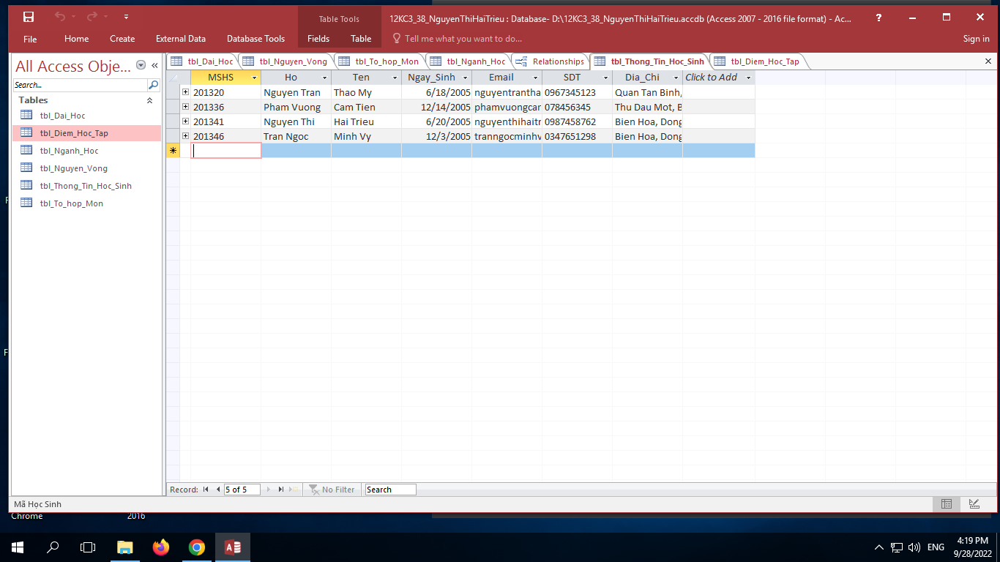 Table Tools
12KC3_38_NguyenThiHaiTrieu : Database- D:\12KC3_38_NguyenThiHaiTrieu.accdb (Access 2007 - 2016 file format) - Ac...
?
File Home Create External Data Database Tools Fields Table Tell me what you want to do... Sign in
All Access Obje...
Search...
Tables
tbl_Dai_Hoc
tbl_Diem_Hoc_Tap
tbl_Nganh_Hoc
tbl_Nguyen_Vong
tbl_Thong_Tin_Hoc_Sinh
tbl_To_hop_Mon
tbl_Dai_Hoc tbl_Nguyen_Vong tbl_To_hop_Mon tbl_Nganh_Hoc Relationships tbl_Thong_Tin_Hoc_Sinh tbl_Diem_Hoc_Tap
MSHS Ho Ten Ngay_Sinh Email SDT Dia_Chi Click to Add
201320 Nguyen Tran Thao My 6/18/2005 nguyentrantha 0967345123 Quan Tan Binh,
201336 Pham Vuong Cam Tien 12/14/2005 phamvuongcam 078456345 Thu Dau Mot, B
201341 Nguyen Thi Hai Trieu 6/20/2005 nguyenthihaitr 0987458762 Bien Hoa, Dong
201346 Tran Ngoc Minh Vy 12/3/2005 tranngocminhv 0347651298 Bien Hoa, Dong
Record: 5 of 5 No Filter Search
Mã Học Sinh
Chrome 2016
ENG
4:19 PM
9/28/2022